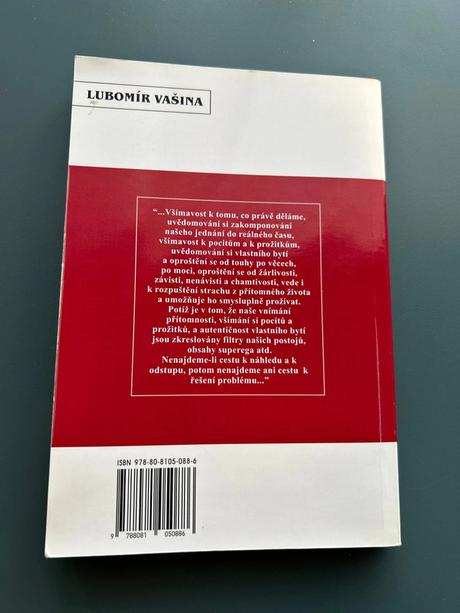 LUBOMÍR VAŠINA
“...Všímavost k tomu, co právě děláme,
uvědomování si zakomponování
našeho jednání do reálného času,
všímavost k pocitům a k prožitkům,
uvědomování si vlastního bytí
a oproštění se od touhy po věcech,
po moci, oproštění se od žárlivosti,
závisti, nenávisti a chamtivosti, vede i
k rozpuštění strachu z přítomného života
a umožňuje ho smysluplně prožívat.
Potíž je v tom, že naše vnímání
přítomnosti, všímání si pocitů a
prožitků, a autentičnost vlastního bytí
jsou zkreslovány filtry našich postojů,
obsahy superega atd.
Nenajdeme-li cestu k náhledu a k
odstupu, potom nenajdeme ani cestu k
řešení problému...”
ISBN 978-80-8105-088-6
9 788081 050886